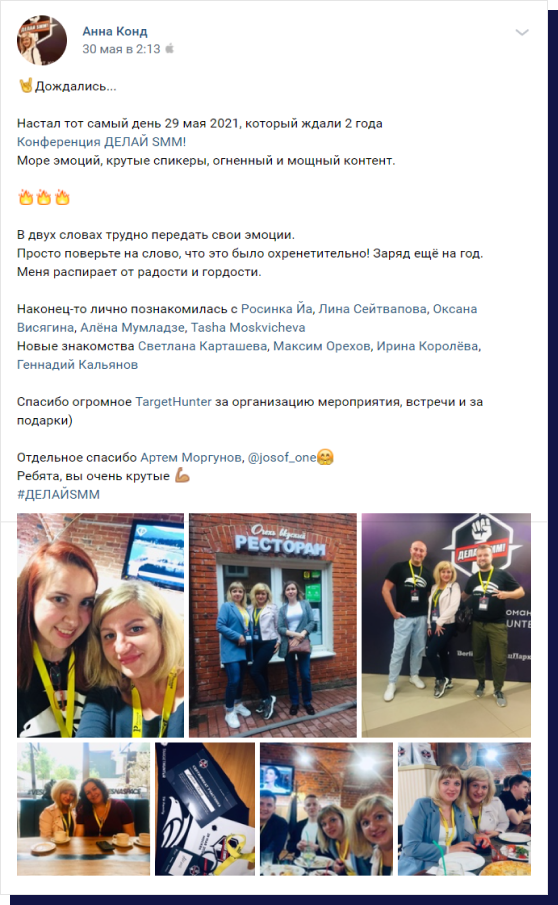 Анна Конд
30 мая в 2:13
Дождались...
Настал тот самый день 29 мая 2021, который ждали 2 года
Конференция ДЕЛАЙ SMM!
Море эмоций, крутые спикеры, огненный и мощный контент.
В двух словах трудно передать свои эмоции.
Просто поверьте на слово, что это было охренетительно! Заряд ещё на год.
Меня распирает от радости и гордости.
Наконец-то лично познакомилась с Росинка Йа, Лина Сейтвапова, Оксана
Висягина, Алёна Мумладзе, Tasha Moskvicheva
Новые знакомства Светлана Карташева, Максим Орехов, Ирина Королёва,
Геннадий Кальянов
Спасибо огромное TargetHunter за организацию мероприятия, встречи и за
подарки)
Отдельное спасибо Артем Моргунов, @josof_one
Ребята, вы очень крутые
#ДЕЛАЙSMM
Очень вкусный
РЕСТОРАН
ДЕЛАЙ SMM!